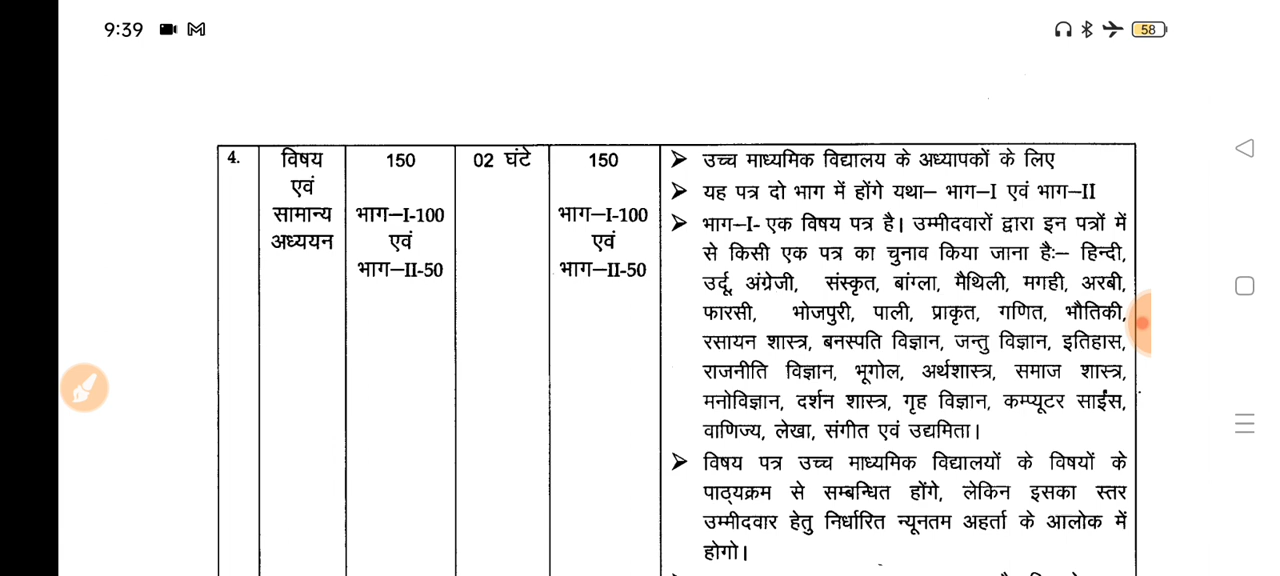 9:39
58
4.
विषय
एवं
सामान्य
अध्ययन
150
भाग–I-100
एवं
भाग–II-50
02 घंटे
150
भाग–I-100
एवं
भाग–II-50
➢ उच्च माध्यमिक विद्यालय के अध्यापकों के लिए
➢ यह पत्र दो भाग में होंगे यथा– भाग–I एवं भाग–II
➢ भाग–I- एक विषय पत्र है। उम्मीदवारों द्वारा इन पत्रों में
से किसी एक पत्र का चुनाव किया जाना हैः– हिन्दी,
उर्दू, अंग्रेजी, संस्कृत, बांग्ला, मैथिली, मगही, अरबी,
फारसी, भोजपुरी, पाली, प्राकृत, गणित, भौतिकी,
रसायन शास्त्र, बनस्पति विज्ञान, जन्तु विज्ञान, इतिहास,
राजनीति विज्ञान, भूगोल, अर्थशास्त्र, समाज शास्त्र,
मनोविज्ञान, दर्शन शास्त्र, गृह विज्ञान, कम्प्यूटर साईंस,
वाणिज्य, लेखा, संगीत एवं उद्यमिता।
➢ विषय पत्र उच्च माध्यमिक विद्यालयों के विषयों के
पाठ्यक्रम से सम्बन्धित होंगे, लेकिन इसका स्तर
उम्मीदवार हेतु निर्धारित न्यूनतम अहर्ता के आलोक में
होगो।